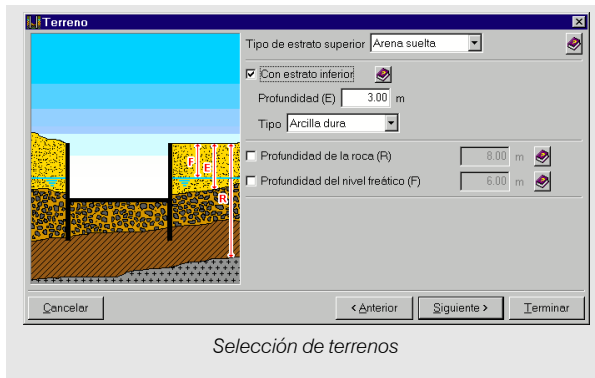 Terreno
Tipo de estrato superior Arena suelta
Con estrato inferior
Profundidad (E) 3.00 m
Tipo Arcilla dura
Profundidad de la roca (R) 8.00 m
Profundidad del nivel freático (F) 6.00 m
F
E
R
Cancelar < Anterior Siguiente > Terminar
Selección de terrenos